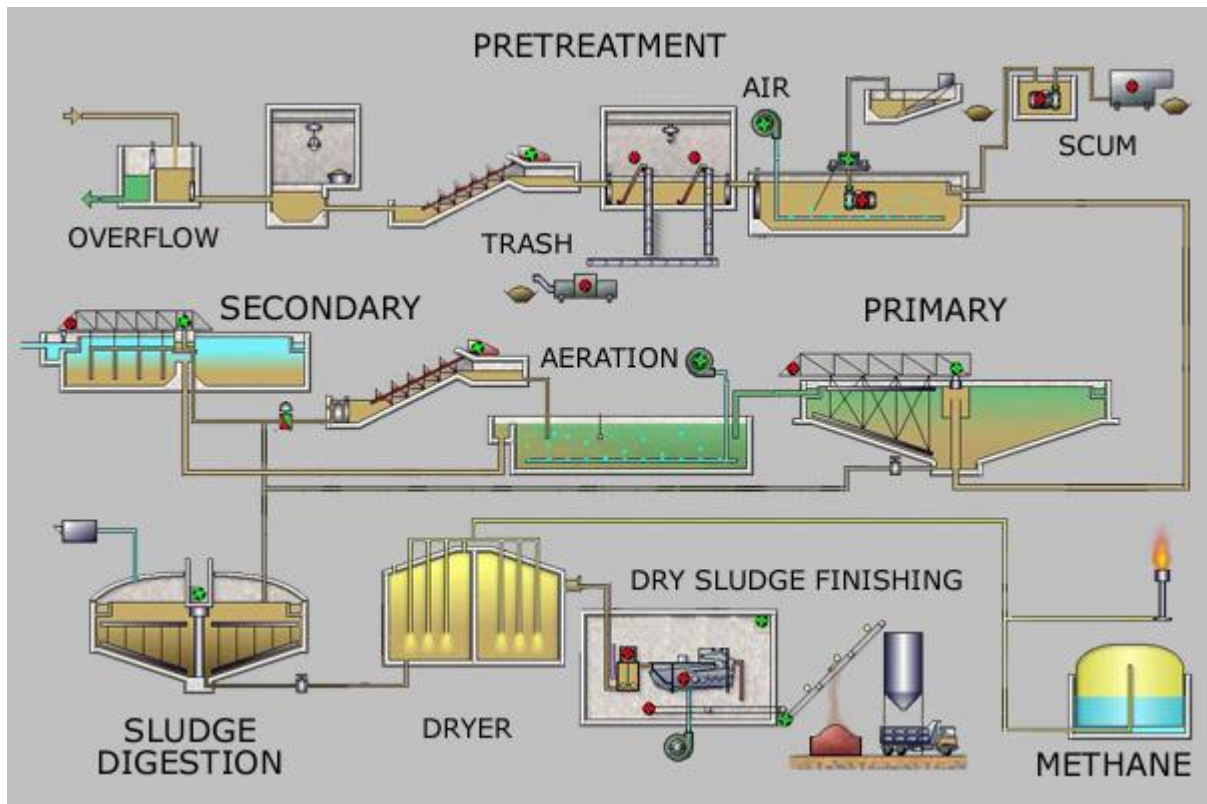 PRETREATMENT
AIR
SCUM
OVERFLOW
TRASH
SECONDARY
PRIMARY
AERATION
DRY SLUDGE FINISHING
SLUDGE
DIGESTION
DRYER
METHANE